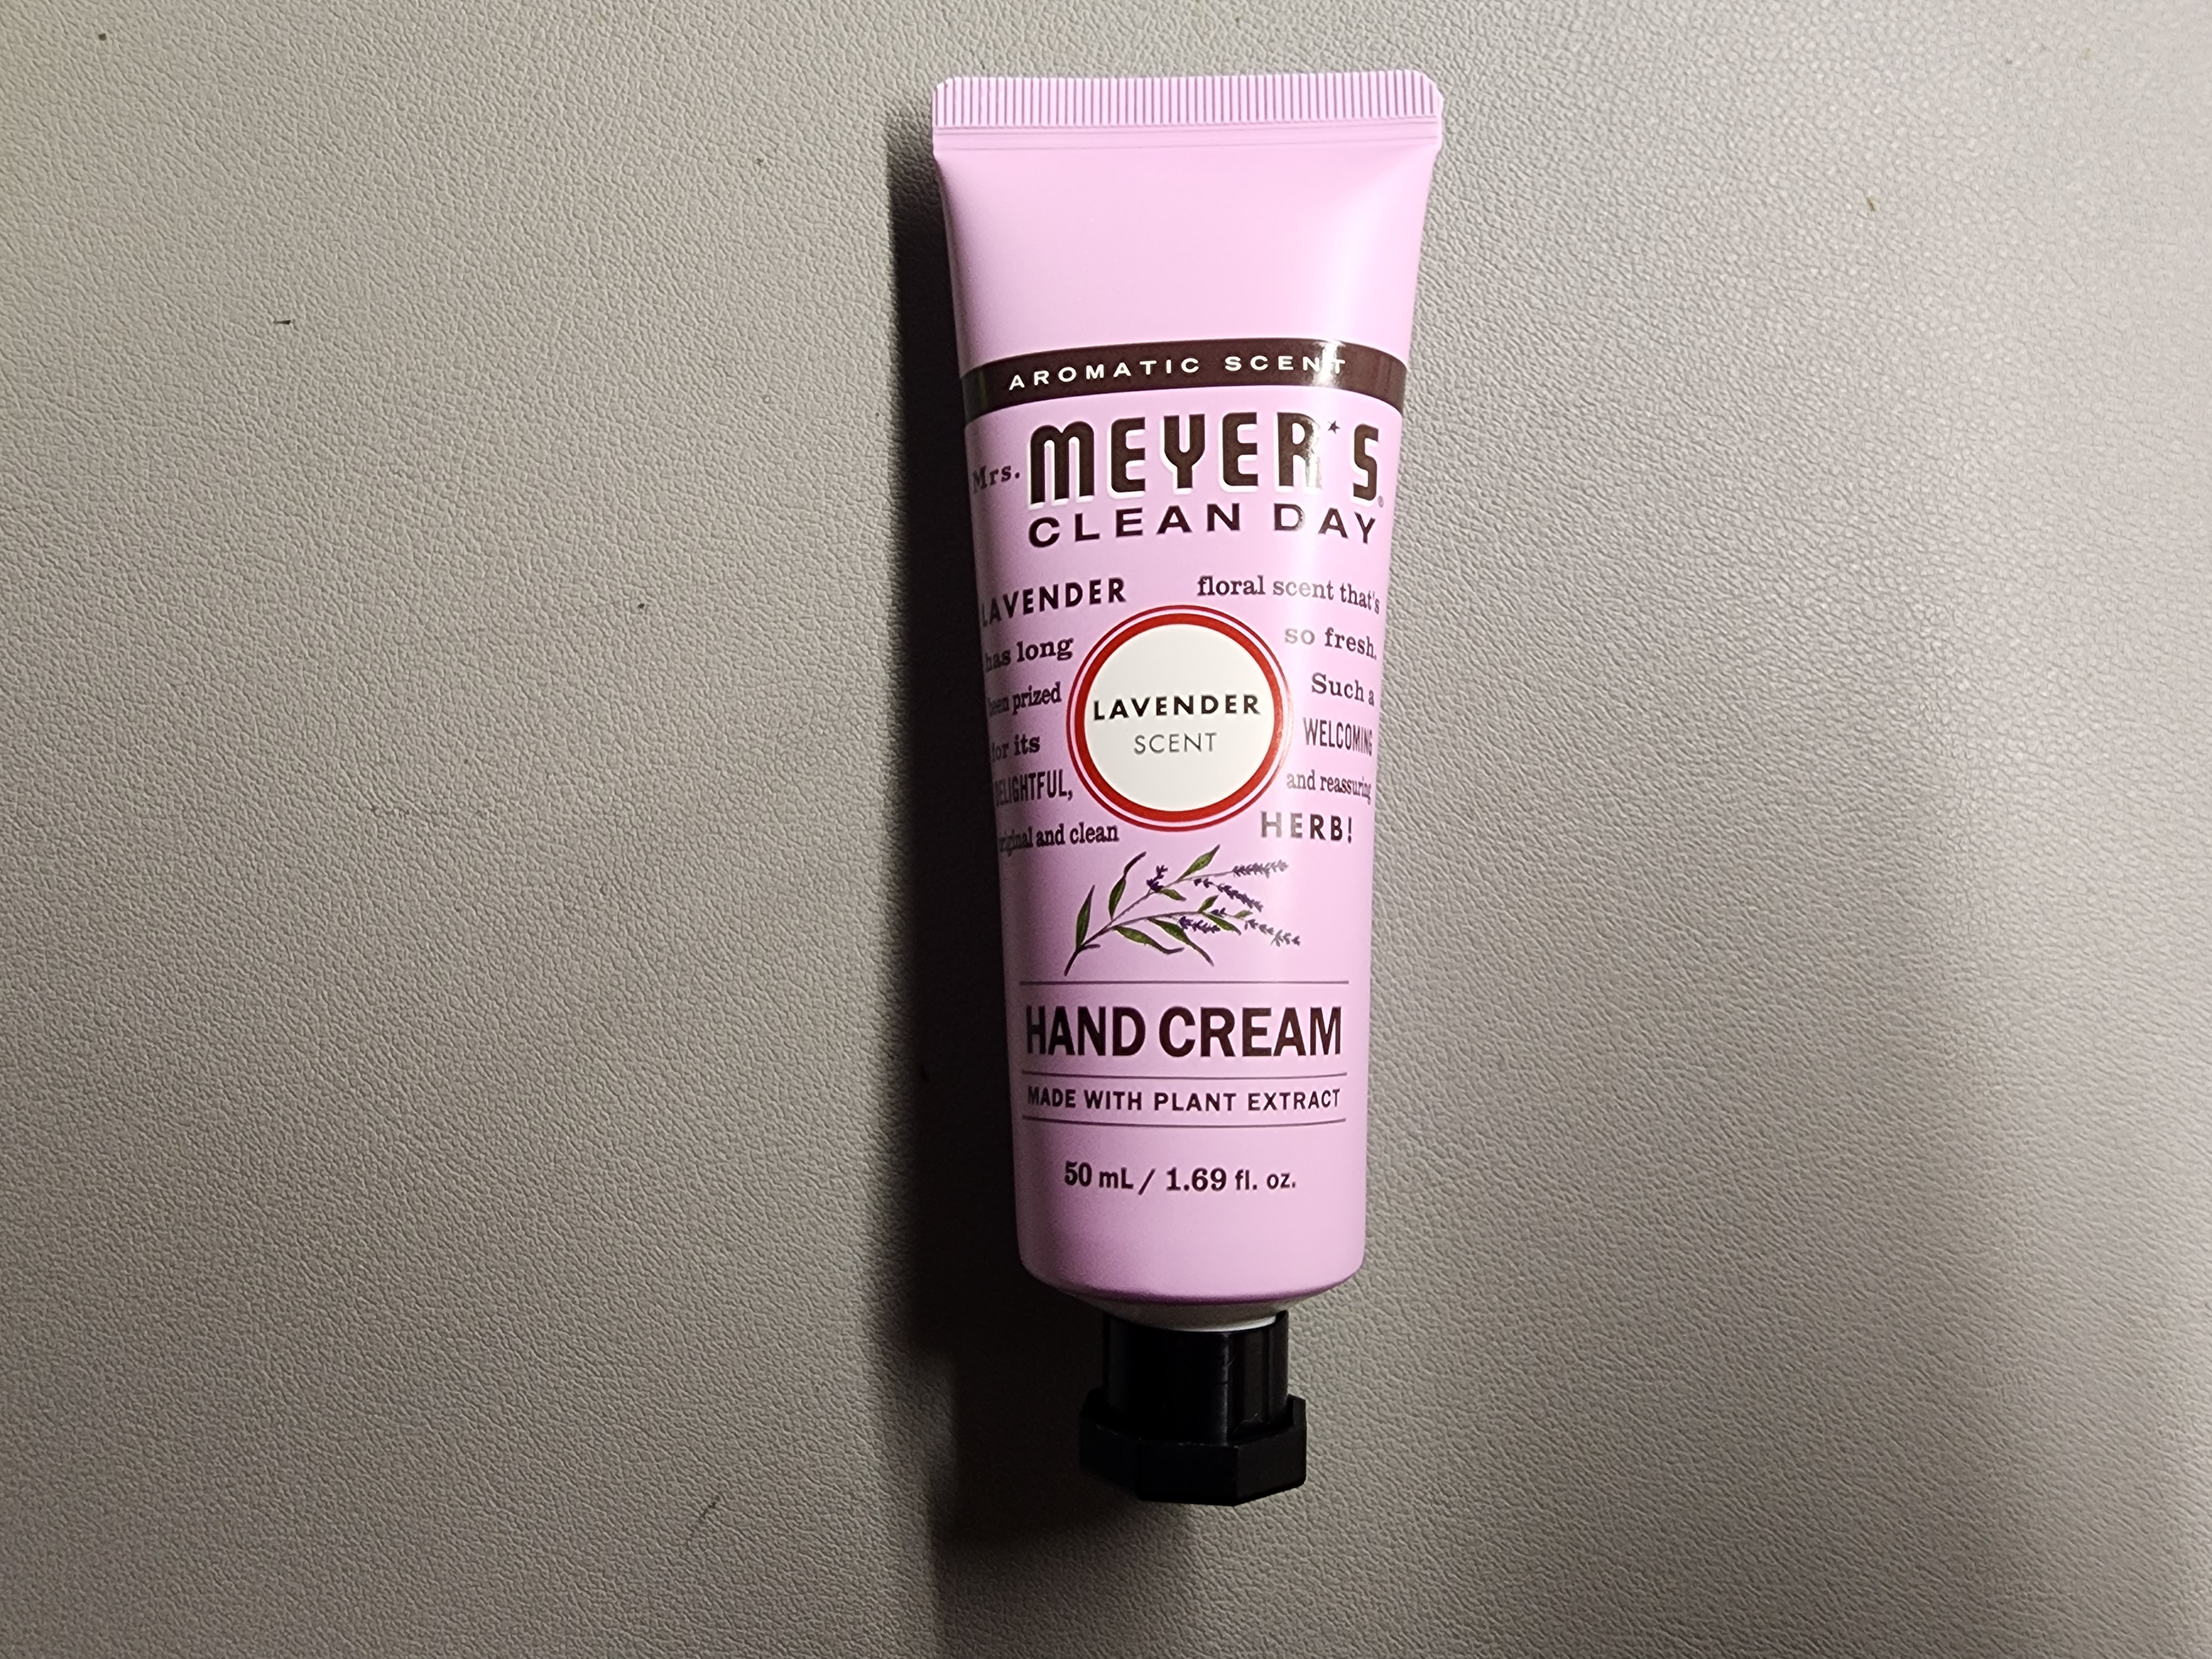 AROMATIC SCENT
Mrs. MEYER'S®
CLEAN DAY
LAVENDER
has long
been prized
for its
DELIGHTFUL,
original and clean
floral scent that's
so fresh.
Such a
WELCOMING
and reassuring
HERB!
LAVENDER
SCENT
HAND CREAM
MADE WITH PLANT EXTRACT
50 mL / 1.69 fl. oz.